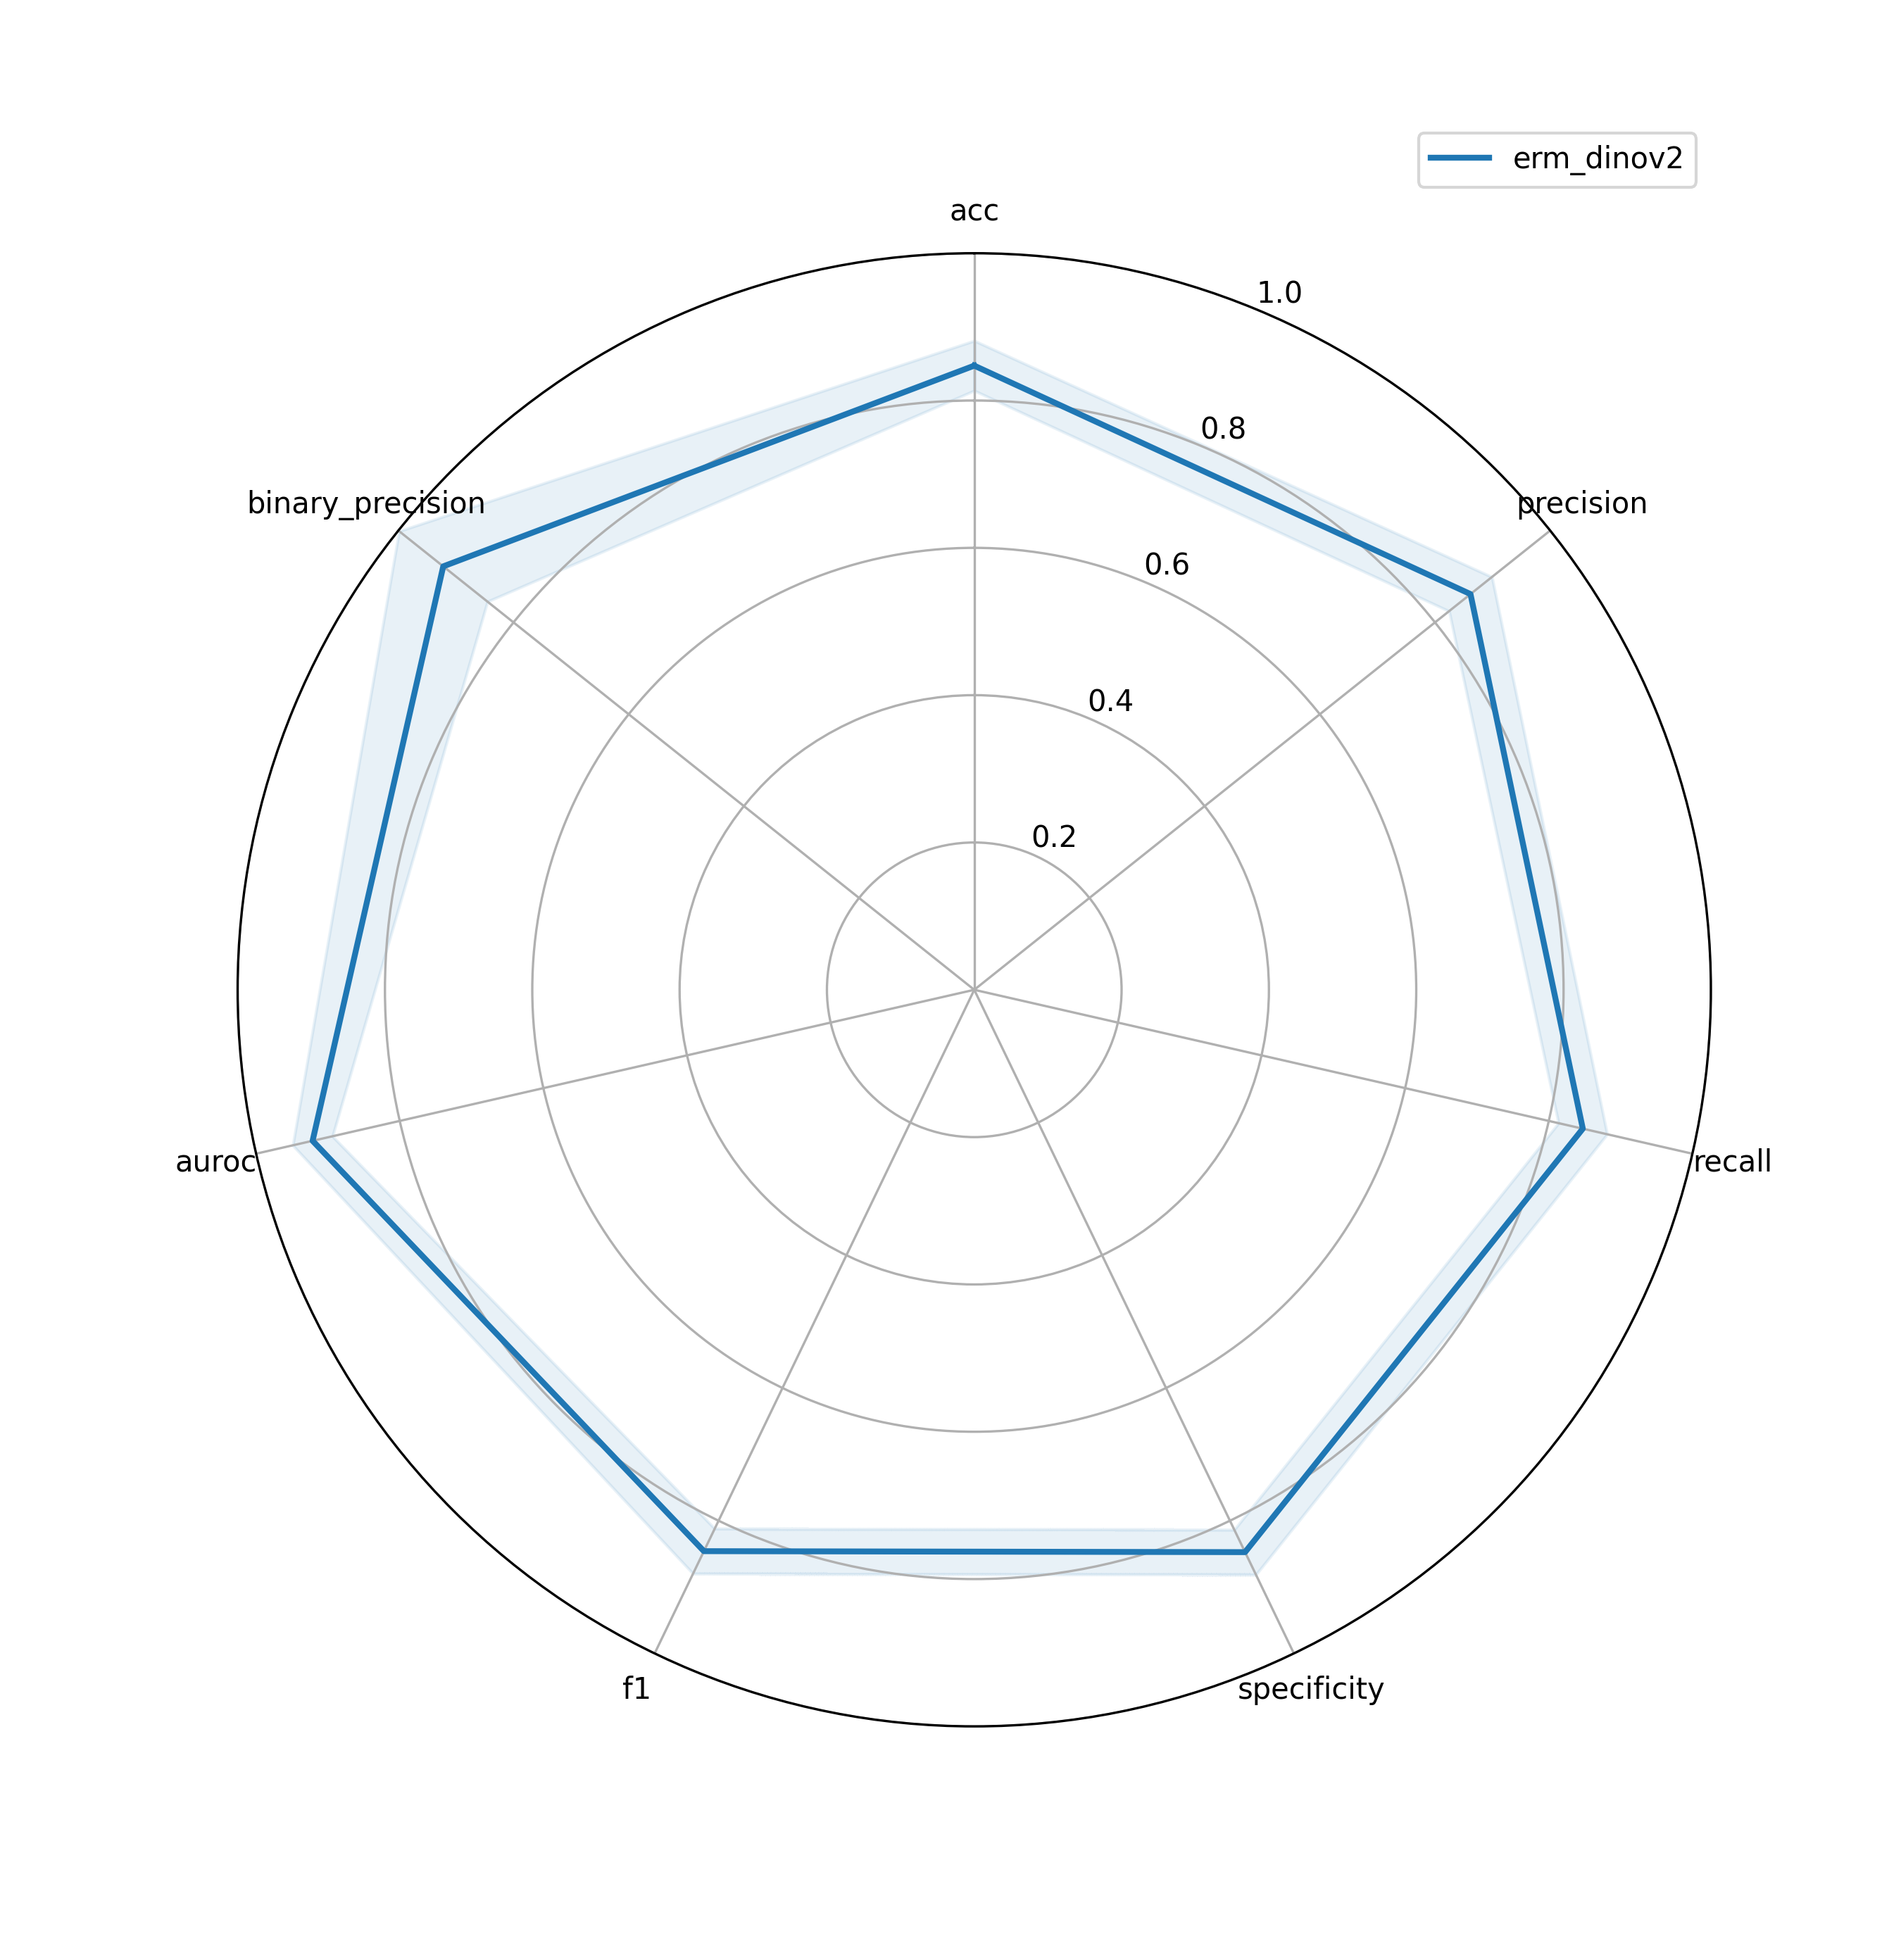 erm_dinov2
acc
1.0
0.8
binary_precision
precision
0.6
0.4
0.2
auroc
recall
f1
specificity